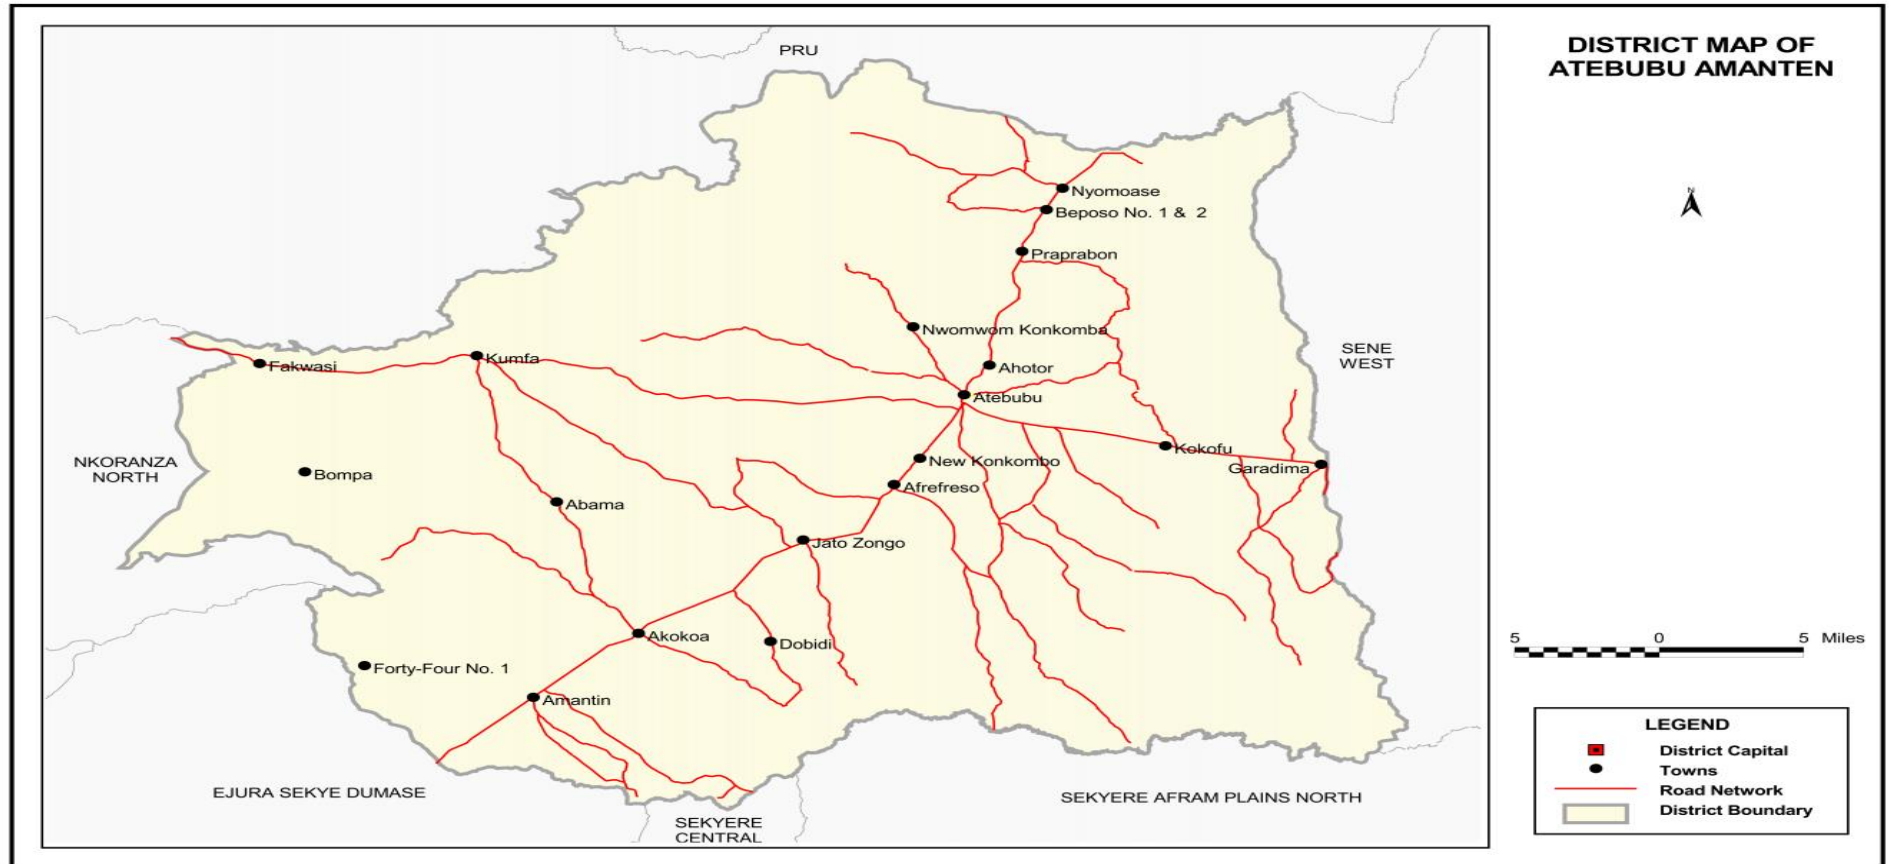 DISTRICT MAP OF
ATEBUBU AMANTEN
PRU
N
Nyomoase
Beposo No. 1 & 2
Praprabon
Nwomwom Konkomba
SENE
WEST
Fakwasi
Kumfa
Ahotor
Atebubu
Kokofu
NKORANZA
NORTH
Bompa
New Konkombo
Garadima
Abama
Afrefreso
Jato Zongo
Akokoa
Dobidi
5 0 5 Miles
Forty-Four No. 1
Amantin
EJURA SEKYE DUMASE
SEKYERE AFRAM PLAINS NORTH
SEKYERE
CENTRAL
LEGEND
District Capital
Towns
Road Network
District Boundary